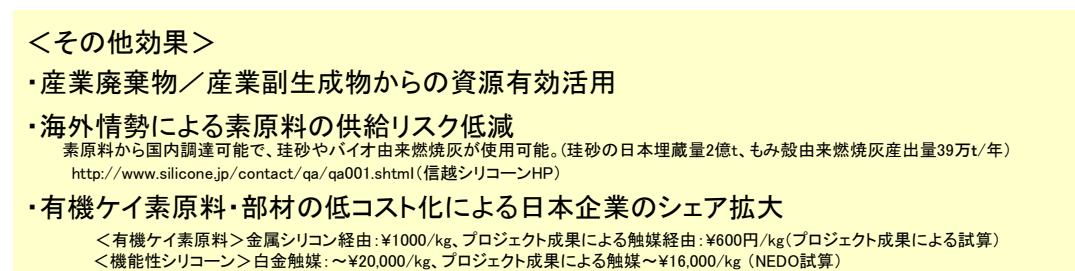 ＜その他効果＞
・産業廃棄物／産業副生成物からの資源有効活用
・海外情勢による素原料の供給リスク低減
素原料から国内調達可能で、珪砂やバイオ由来燃焼灰が使用可能。（珪砂の日本埋蔵量2億t、もみ殻由来燃焼灰産出量39万t/年）
http://www.silicone.jp/contact/qa/qa001.shtml（信越シリコーンHP）
・有機ケイ素原料・部材の低コスト化による日本企業のシェア拡大
＜有機ケイ素原料＞金属シリコン経由：¥1000/kg、プロジェクト成果による触媒経由：¥600円/kg（プロジェクト成果による試算）
＜機能性シリコーン＞白金触媒：～¥20,000/kg、プロジェクト成果による触媒～¥16,000/kg （NEDO試算）